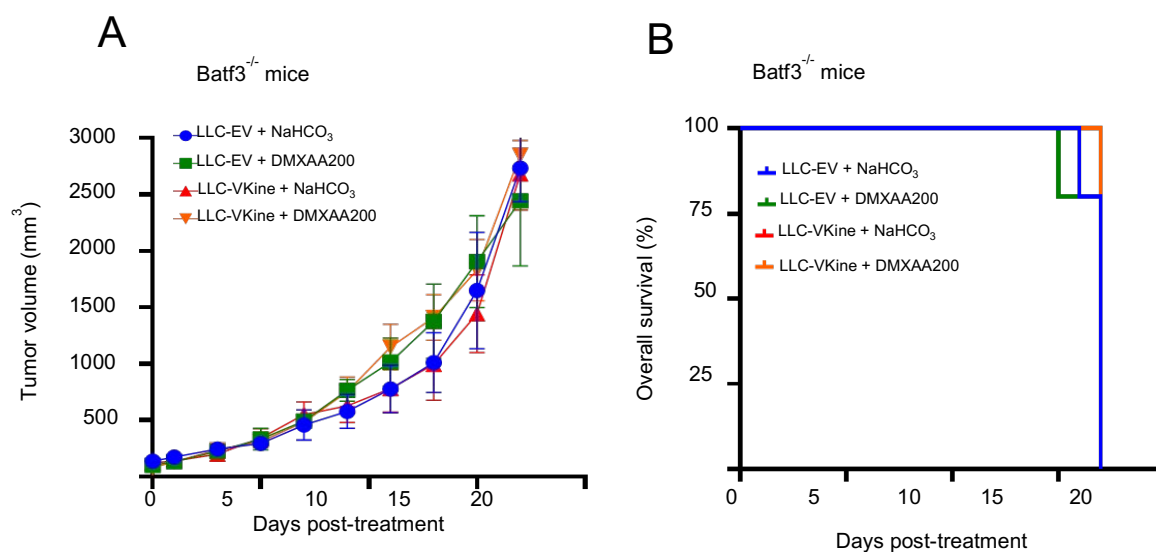 A
Batf3-/- mice
LLC-EV + NaHCO3
LLC-EV + DMXAA200
LLC-VKine + NaHCO3
LLC-VKine + DMXAA200
Tumor volume (mm3)
3000
2500
2000
1500
1000
500
0 5 10 15 20
Days post-treatment
B
Batf3-/- mice
LLC-EV + NaHCO3
LLC-EV + DMXAA200
LLC-VKine + NaHCO3
LLC-VKine + DMXAA200
Overall survival (%)
100
75
50
25
0 5 10 15 20
Days post-treatment